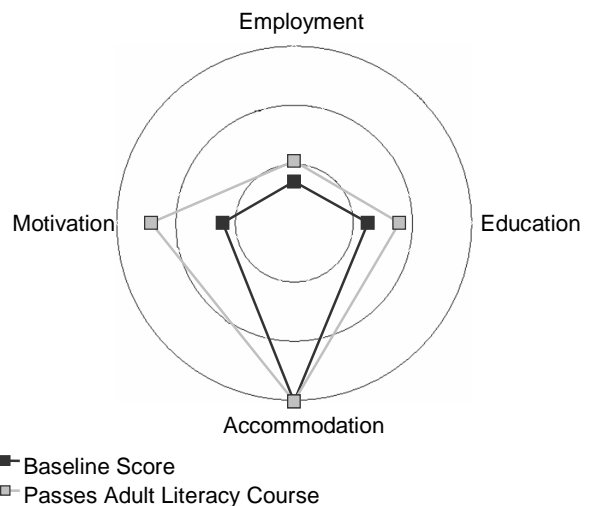 Employment
Motivation
Education
Accommodation
Baseline Score
Passes Adult Literacy Course